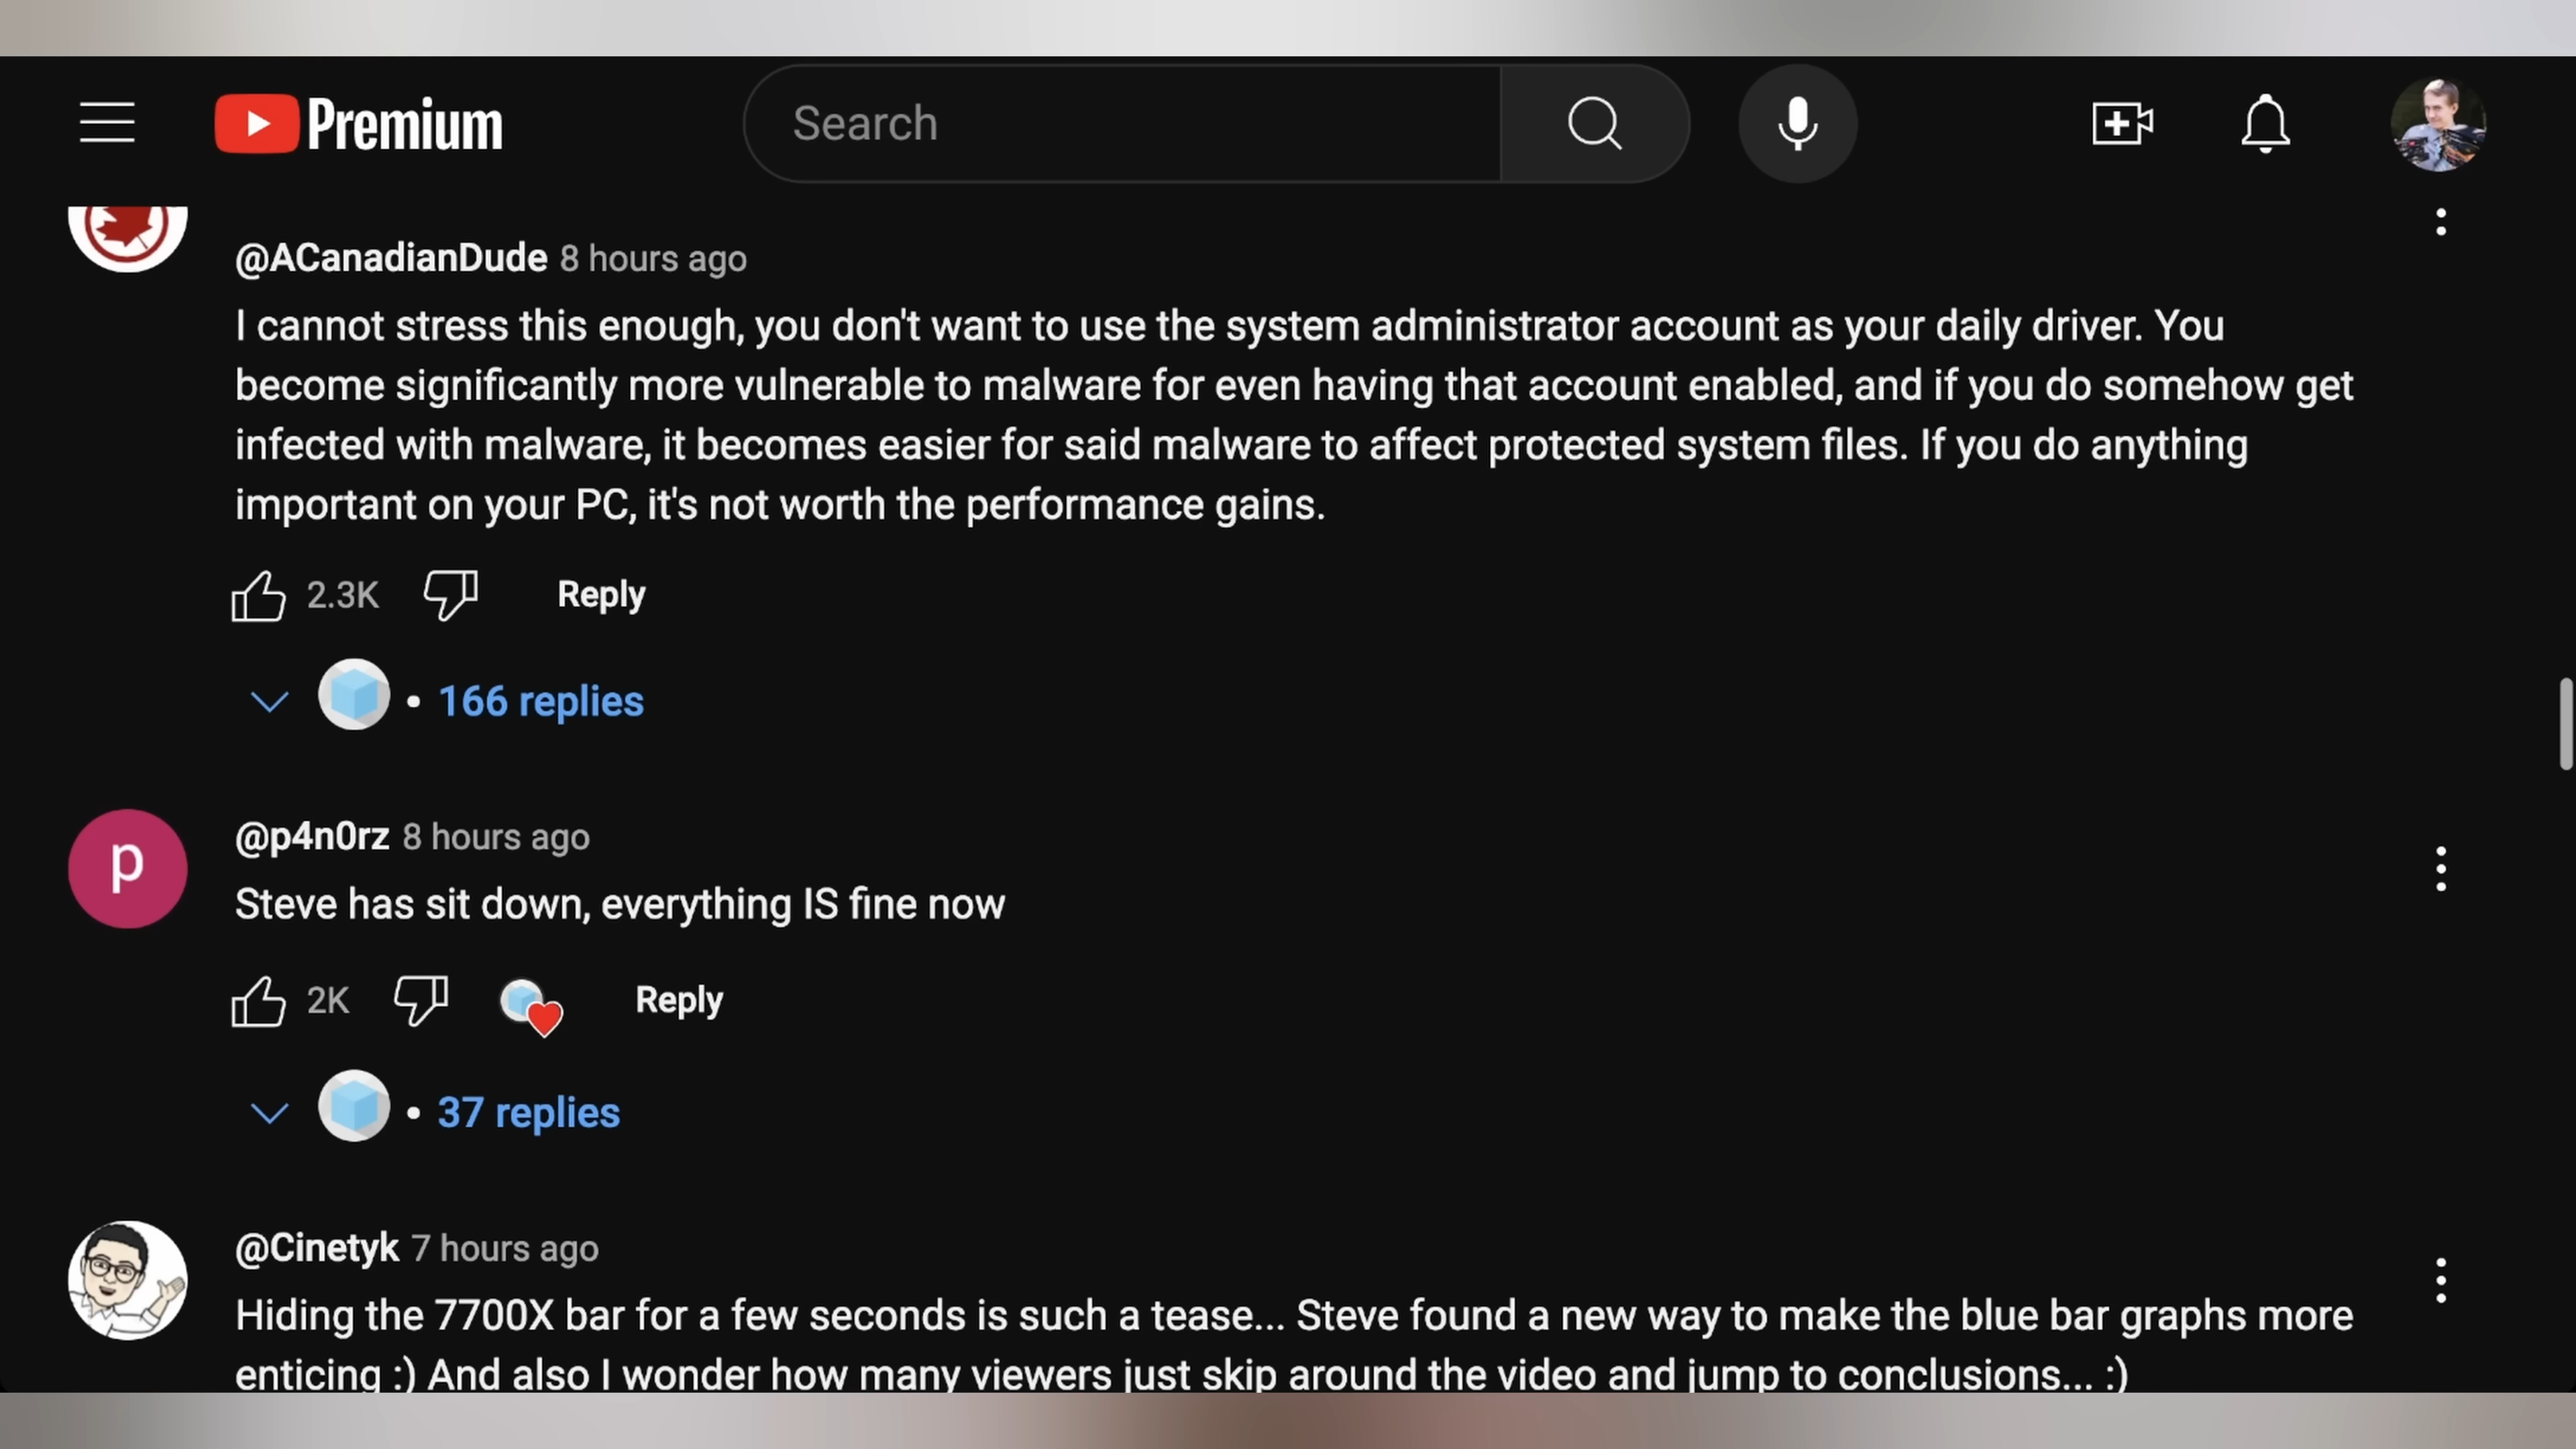 Premium
Search
@ACanadianDude 8 hours ago
I cannot stress this enough, you don't want to use the system administrator account as your daily driver. You
become significantly more vulnerable to malware for even having that account enabled, and if you do somehow get
infected with malware, it becomes easier for said malware to affect protected system files. If you do anything
important on your PC, it's not worth the performance gains.
2.3K Reply
• 166 replies
p
@p4n0rz 8 hours ago
Steve has sit down, everything IS fine now
2K Reply
• 37 replies
@Cinetyk 7 hours ago
Hiding the 7700X bar for a few seconds is such a tease... Steve found a new way to make the blue bar graphs more
enticing :) And also I wonder how many viewers just skip around the video and jump to conclusions... :)